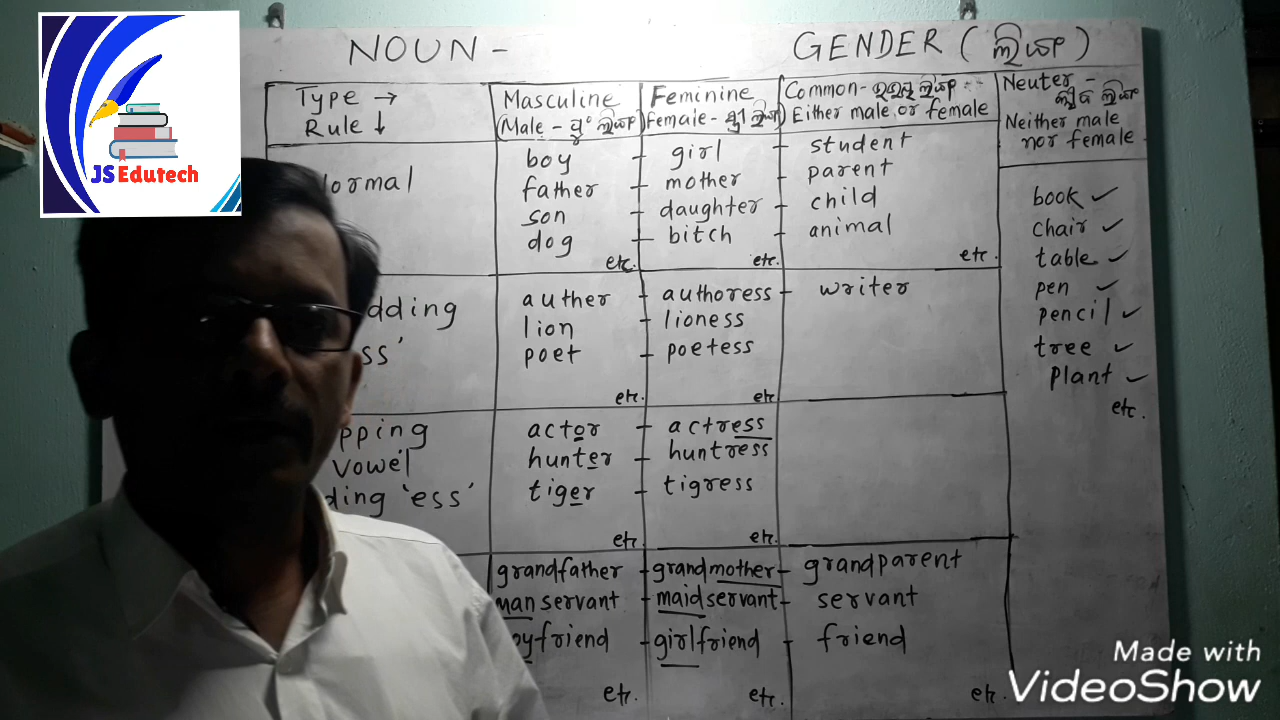 JS Edutech
NOUN -
GENDER (ଲିଙ୍ଗ)
Type →
Rule ↓
Masculine
(Male - ପୁଂ ଲିଙ୍ଗ)
Feminine
female - ସ୍ତ୍ରୀ ଲିଙ୍ଗ)
Common - ଲିଙ୍ଗ
Either male or female
Neuter -
କ୍ଲୀବ ଲିଙ୍ଗ
Neither male
nor female
Normal
boy - girl - student
father - mother - parent
son - daughter - child
dog - bitch - animal
etc. etc. etc.
dding
ss'
auther - authoress - writer
lion - lioness
poet - poetess
etc. etc.
pping
vowel
ding 'ess'
actor - actress
hunter - huntress
tiger - tigress
etc. etc.
grandfather - grandmother - grandparent
manservant - maidservant - servant
oyfriend girlfriend - friend
etc. etc. etc.
book ✓
chair ✓
table ✓
pen ✓
pencil ✓
tree ✓
plant ✓
etc.
Made with
VideoShow